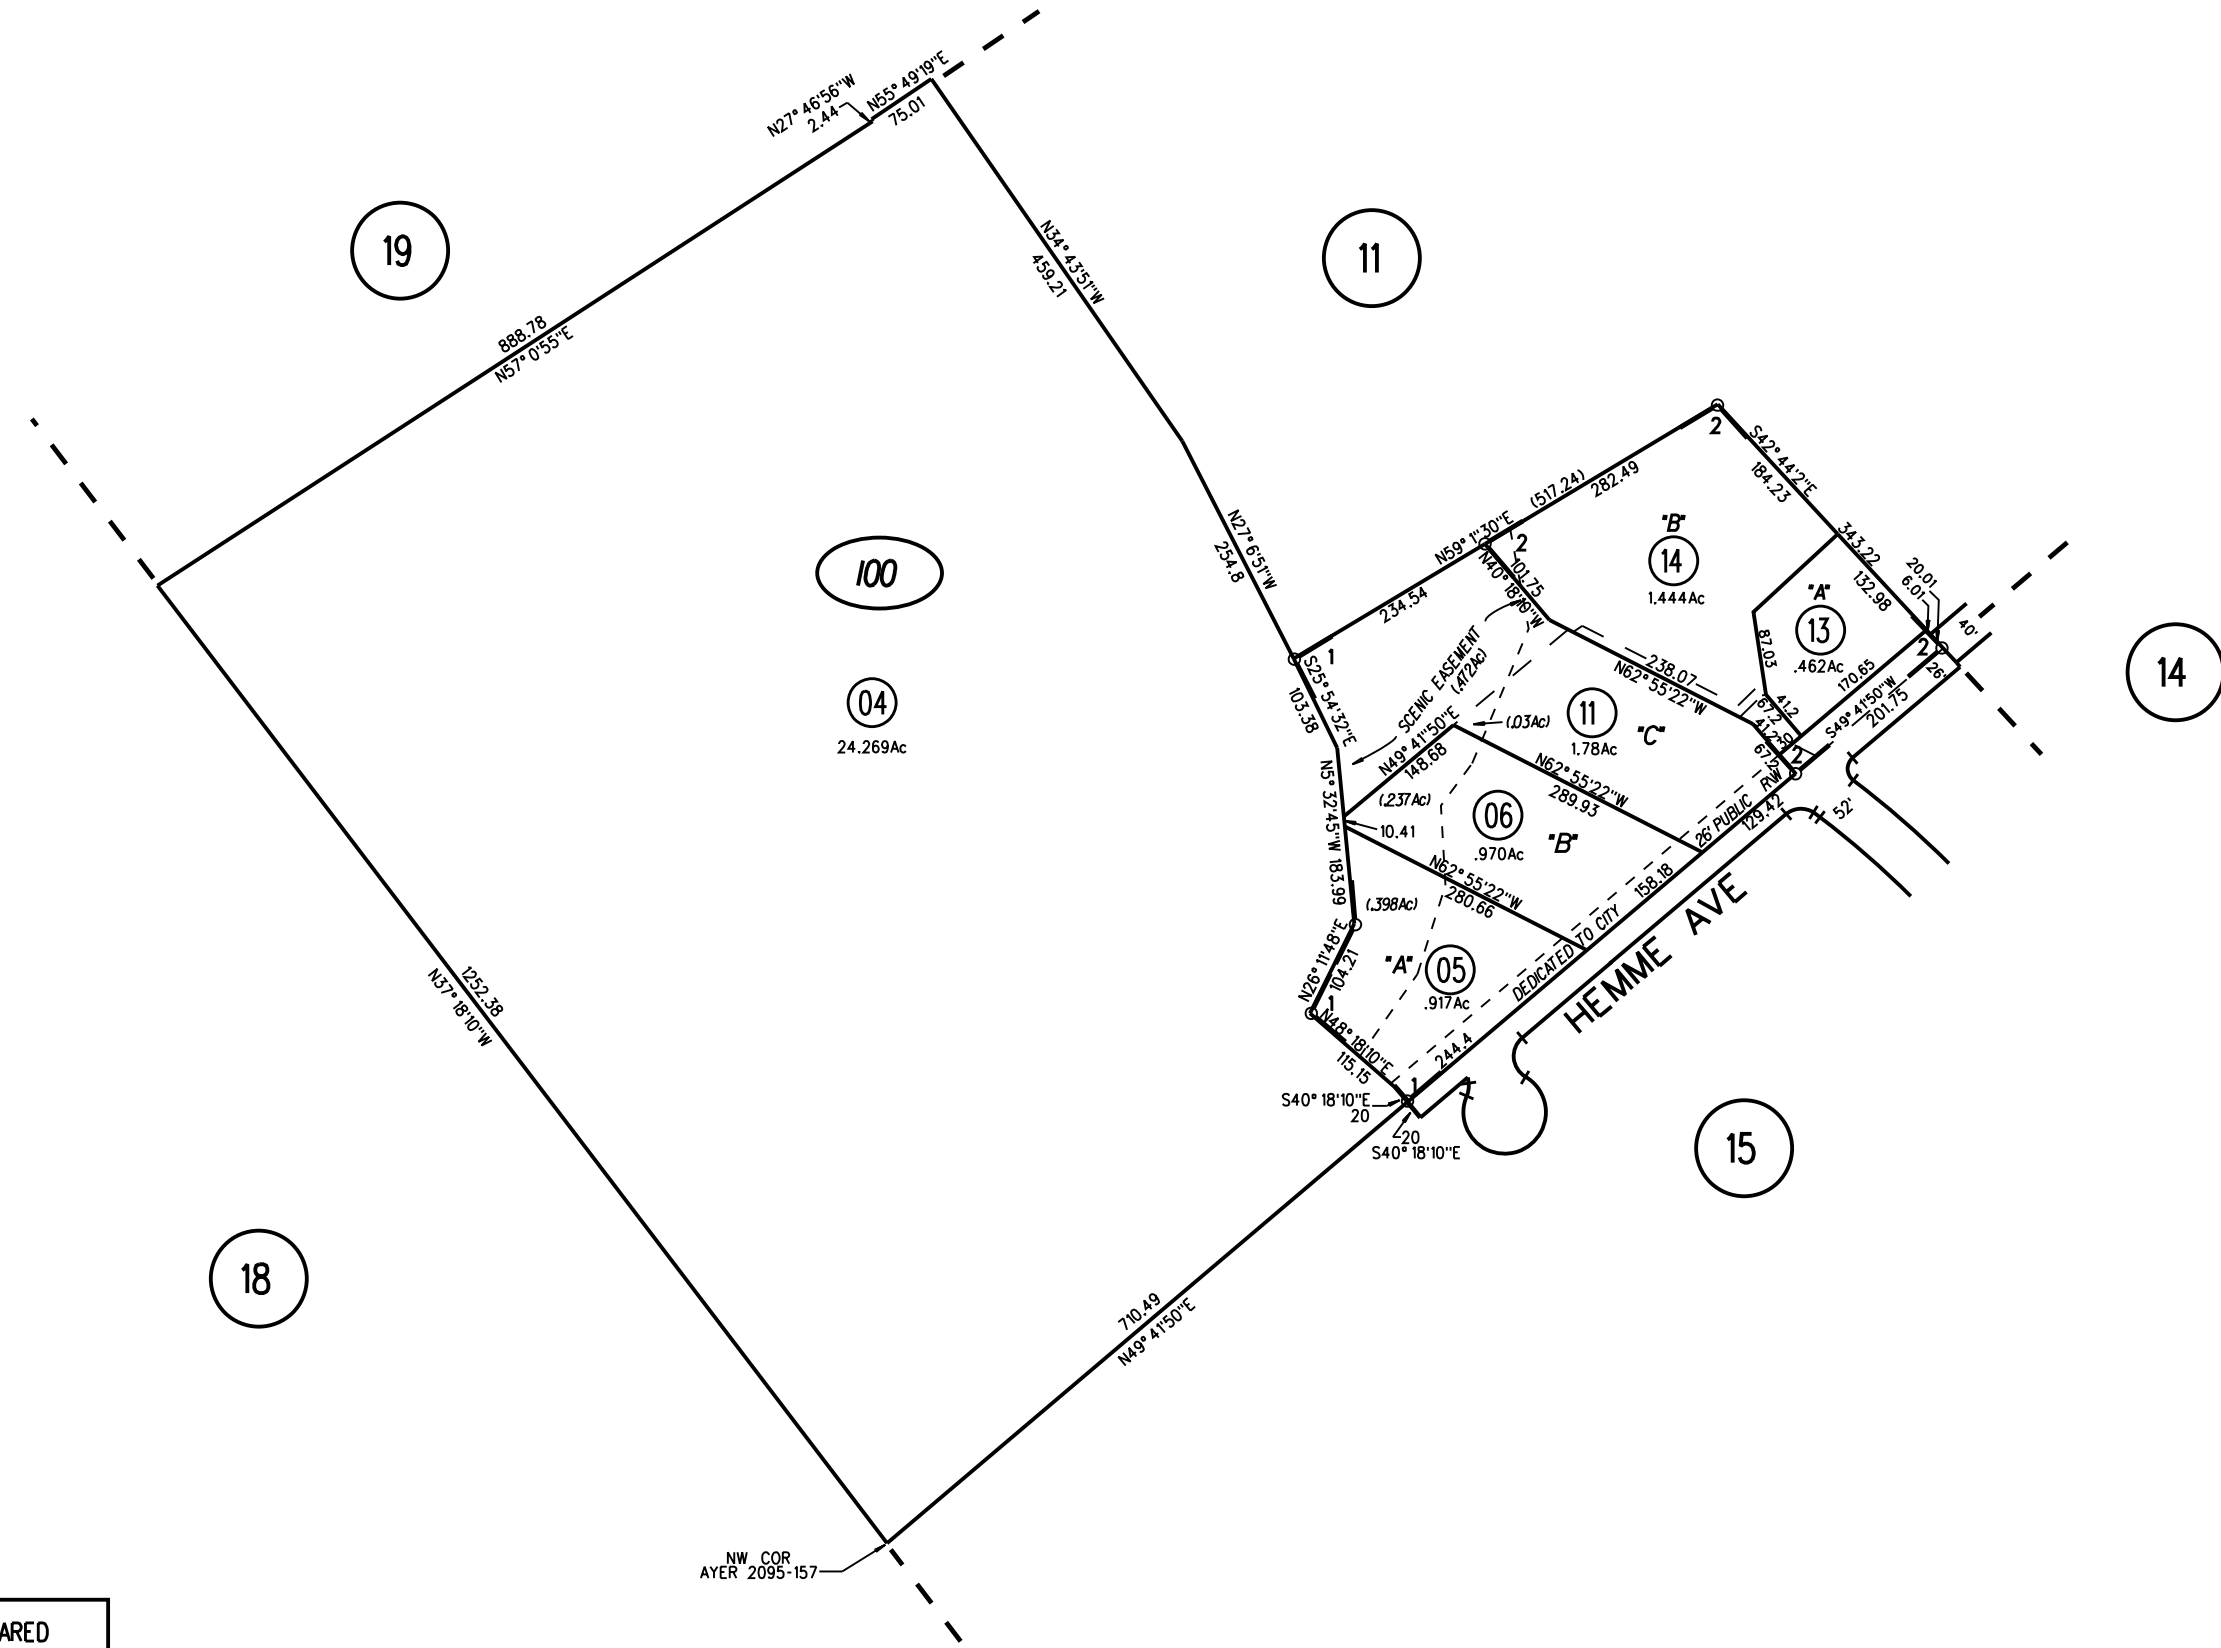 N27° 46'56"W
2.44
N55° 49'19"E
75.01
19
11
N34° 43'51"W
459.21
888.78
N57° 0'55"E
2
S42° 44'2"E
184.23
(517.24)
282.49
N59° 1'30"E
2
"B"
14
1.444Ac
101.75
N40° 18'10"W
343.22
132.98
20.01
6.01
40'
N27° 6'51"W
254.8
100
234.54
"A"
13
.462Ac
87.03
2
26'
14
1
SCENIC EASEMENT
(.472Ac)
238.07
N62° 55'22"W
170.65
S49° 41'50"W
201.75
04
24.269Ac
S25° 54'32"E
103.38
11
1.78Ac
"C"
(.03Ac)
67.2
41.2
41.2
30
67.2
2
N49° 41'50"E
148.68
N62° 55'22"W
289.93
N5° 32'45"W 183.99
(.237Ac)
10.41
06
.970Ac
"B"
26' PUBLIC R/W
129.42
52'
N62° 55'22"W
280.66
(.398Ac)
158.18
DEDICATED TO CITY
HEMME AVE
N26° 11'48"E
104.21
"A"
05
.917Ac
1
N48° 18'10"E
115.15
244.4
1
S40° 18'10"E
20
20
S40° 18'10"E
1252.38
N37° 18'10"W
15
18
710.49
N49° 41'50"E
NW COR
AYER 2095-157
ARED